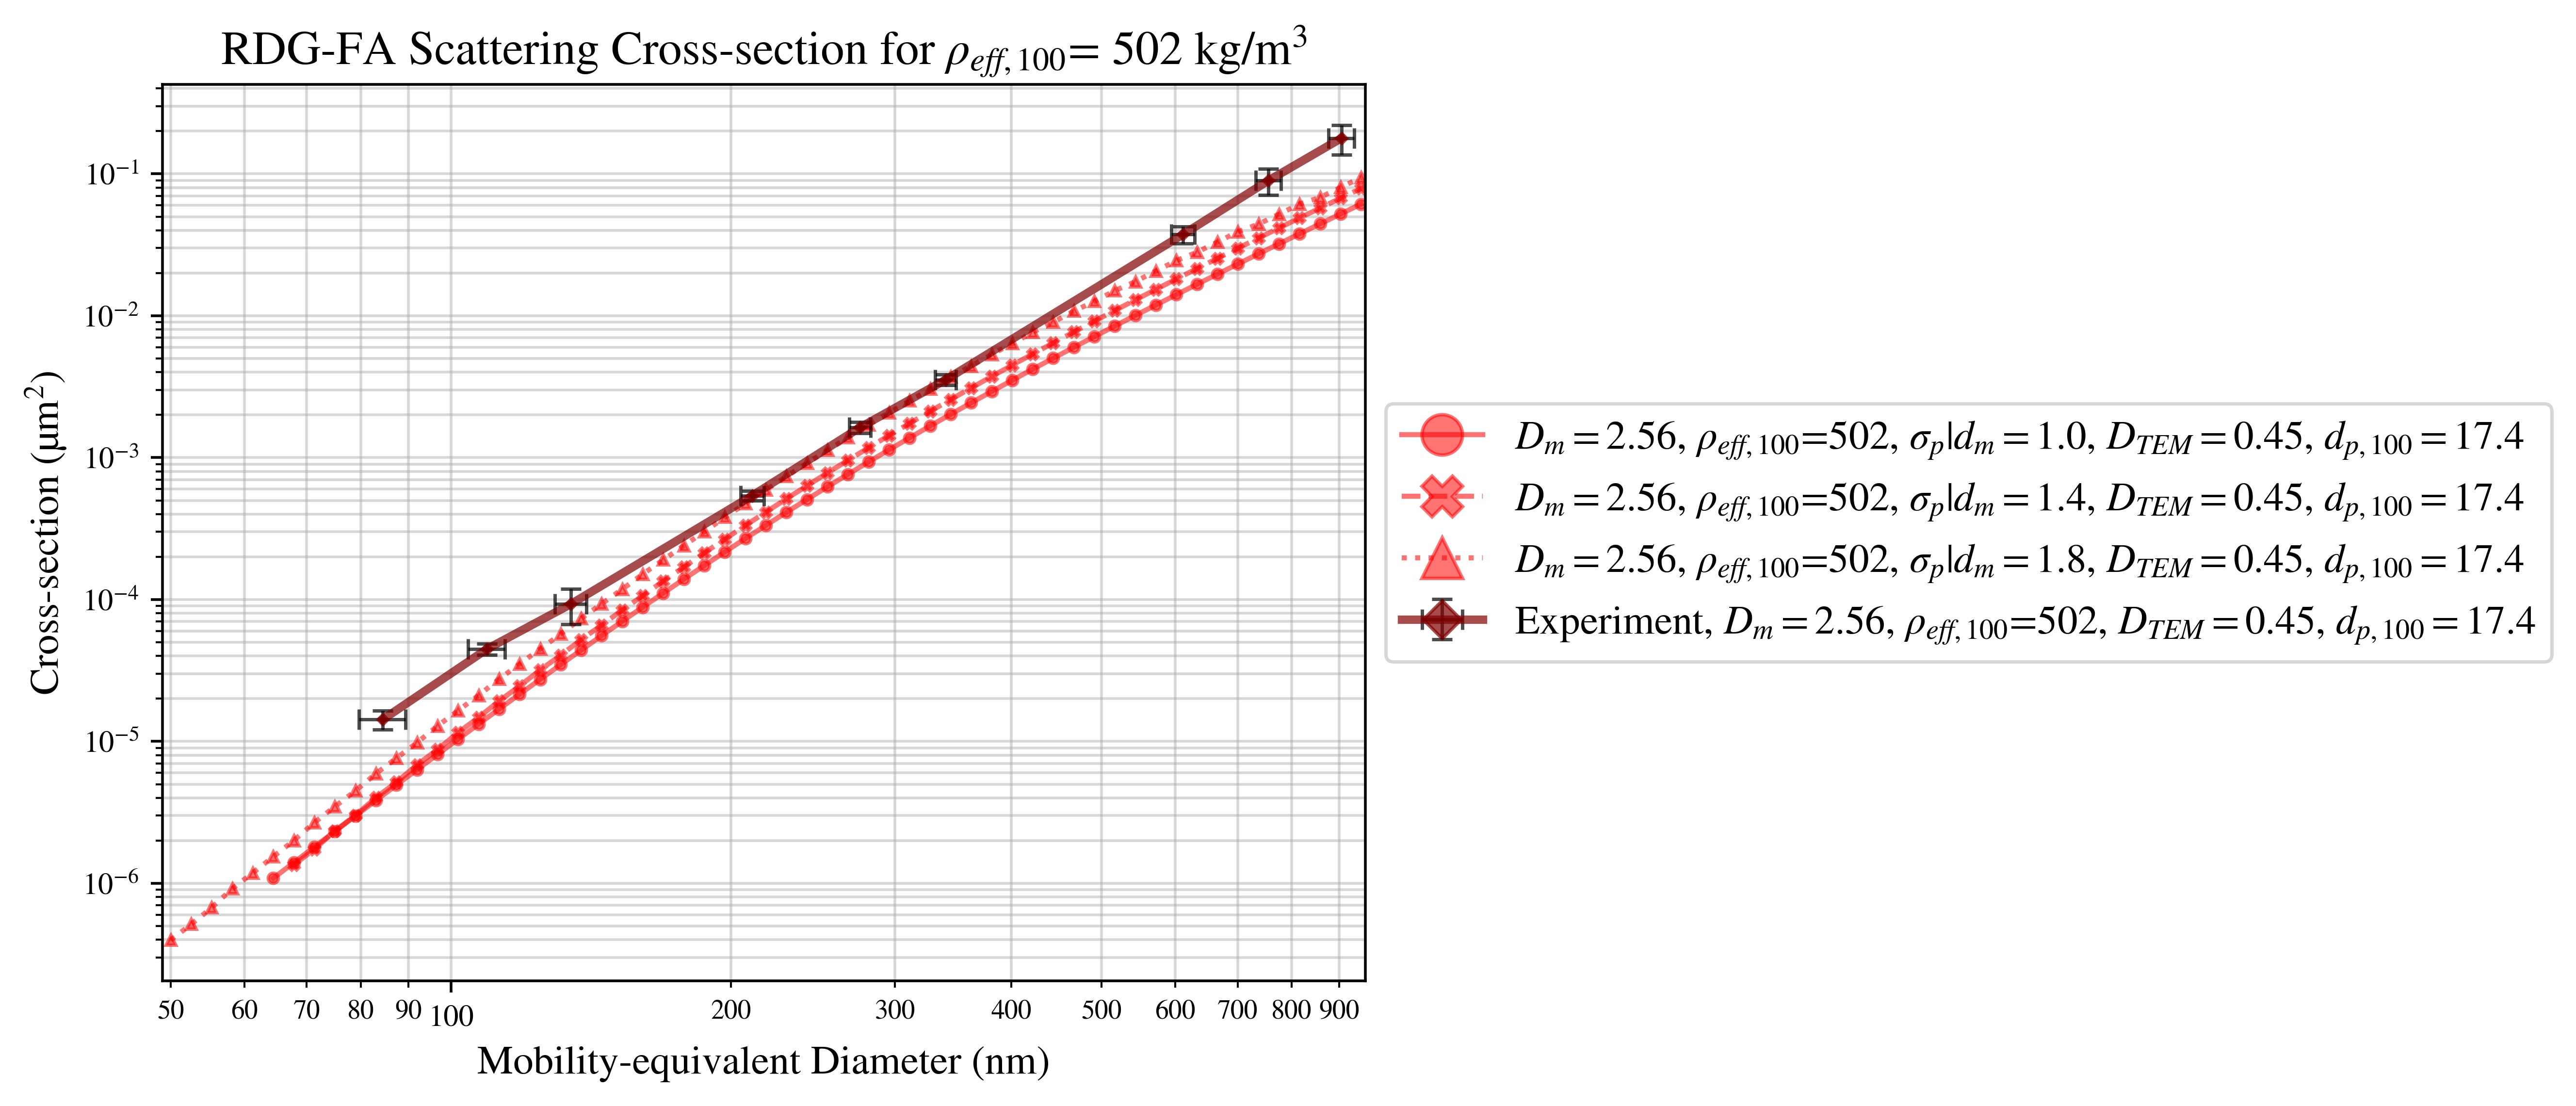 RDG-FA Scattering Cross-section for ρeff,100= 502 kg/m³
Cross-section (μm²)
10⁻¹
10⁻²
10⁻³
10⁻⁴
10⁻⁵
10⁻⁶
50 60 70 80 90 100 200 300 400 500 600 700 800 900
Mobility-equivalent Diameter (nm)
Dm = 2.56, ρeff,100=502, σp|dm = 1.0, DTEM = 0.45, dp,100 = 17.4
Dm = 2.56, ρeff,100=502, σp|dm = 1.4, DTEM = 0.45, dp,100 = 17.4
Dm = 2.56, ρeff,100=502, σp|dm = 1.8, DTEM = 0.45, dp,100 = 17.4
Experiment, Dm = 2.56, ρeff,100=502, DTEM = 0.45, dp,100 = 17.4